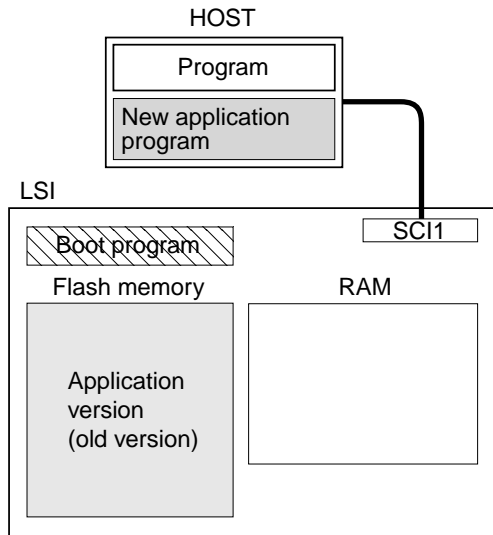 HOST
Program
New application
program
LSI
SCI1
Boot program
Flash memory
RAM
Application
version
(old version)